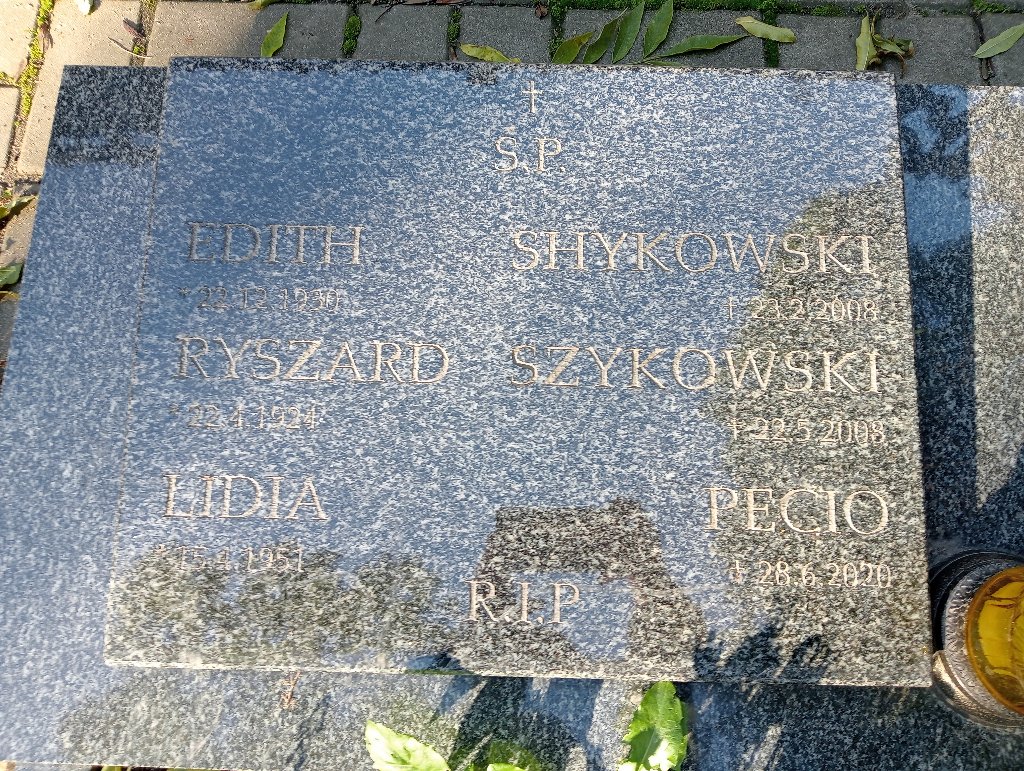 S.P
EDITH SHYKOWSKI
* 22.12.1930 † 23.2.2008
RYSZARD SZYKOWSKI
* 22.4.1924 † 22.5.2008
LIDIA PECIO
* 15.4.1951 † 28.6.2020
R.I.P